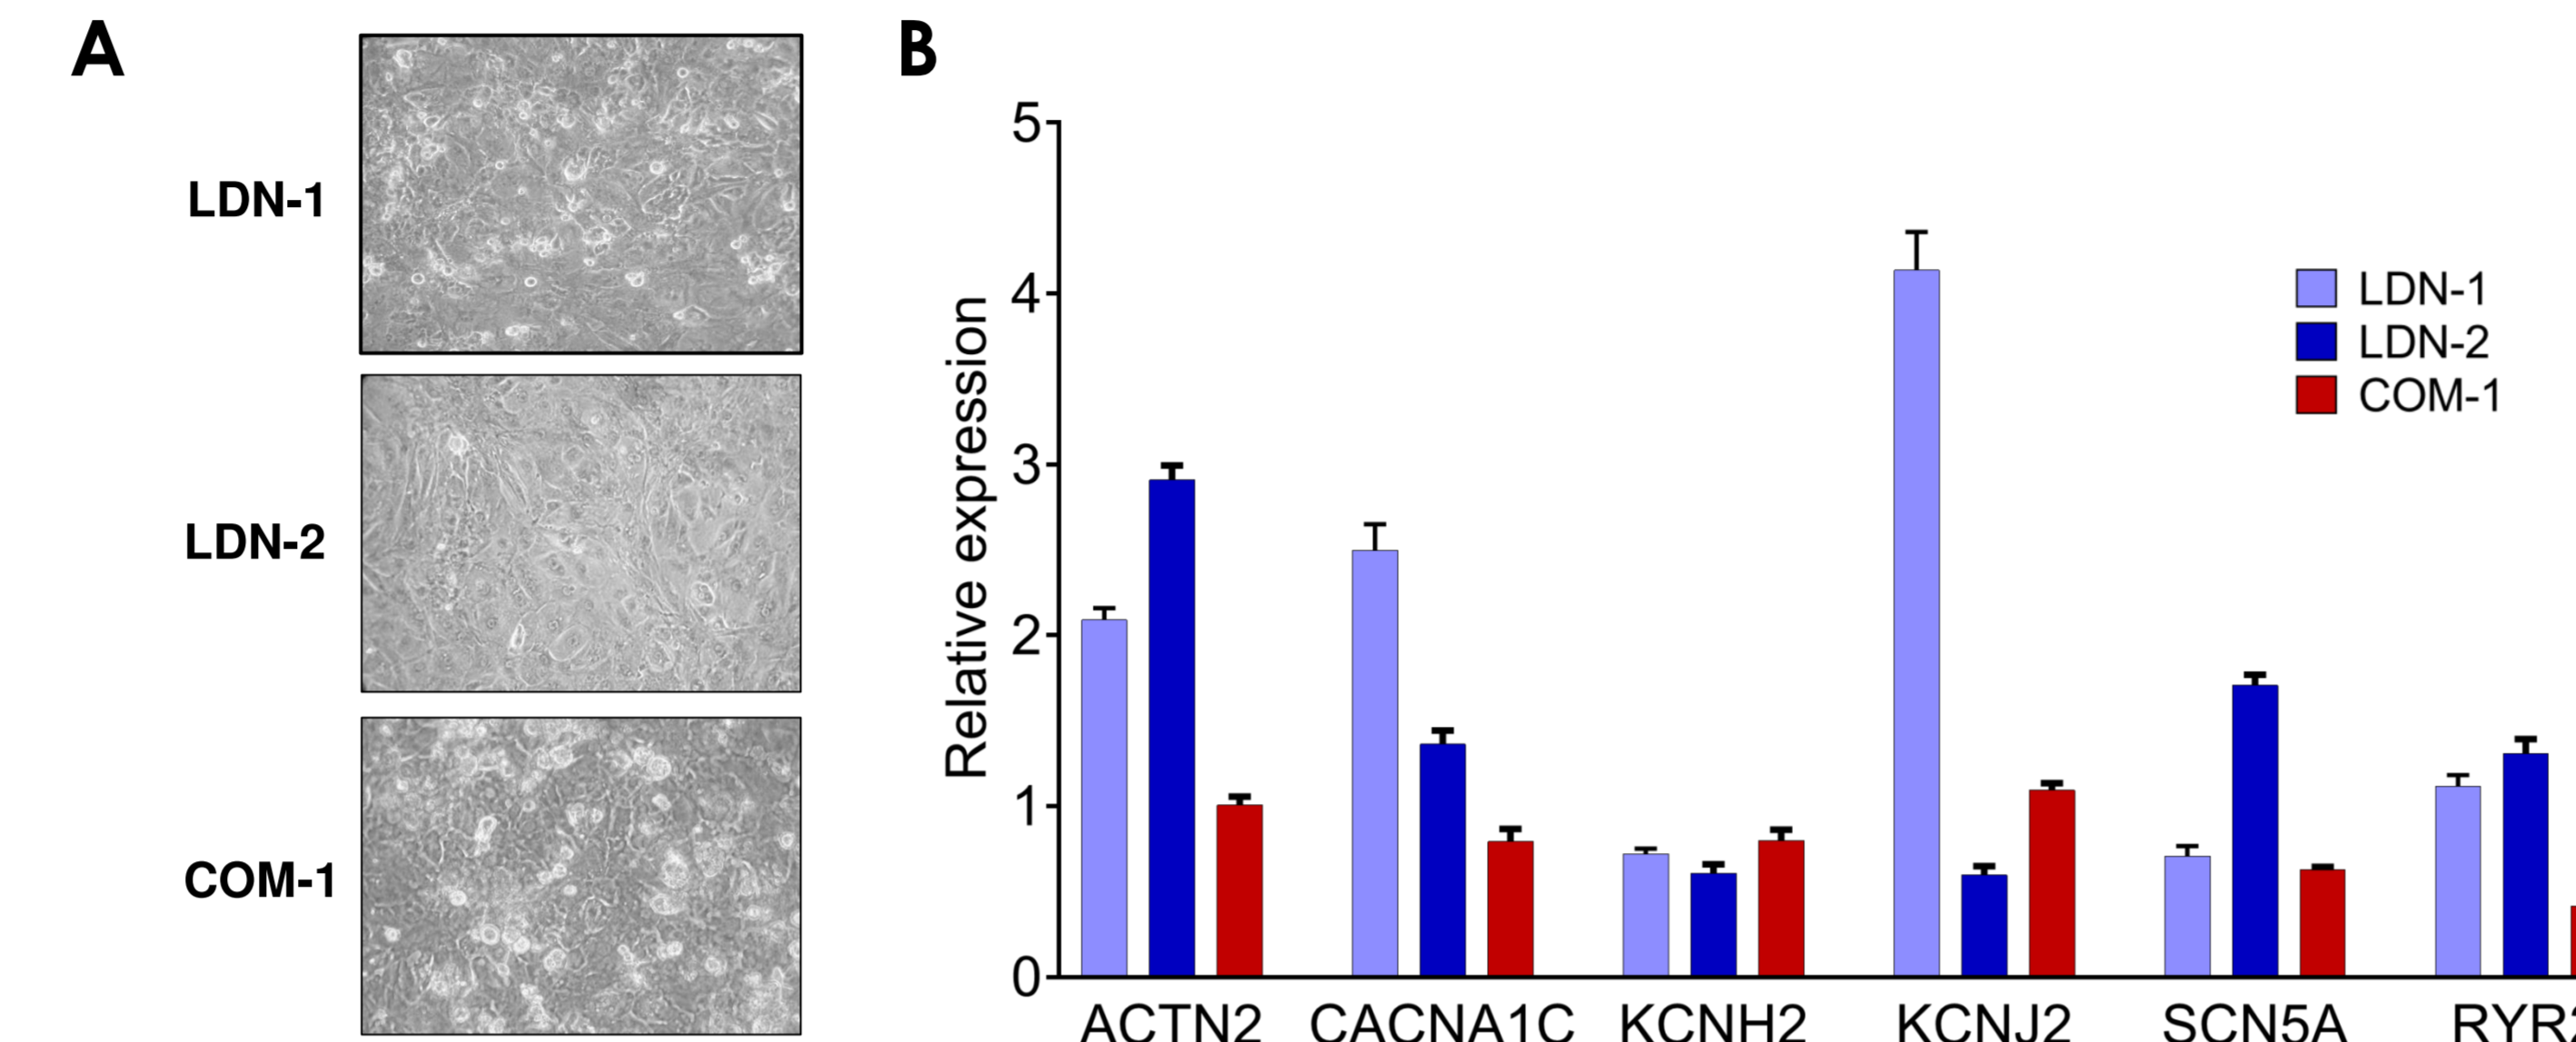 A
B
LDN-1
LDN-2
COM-1
Relative expression
5
4
3
2
1
0
LDN-1
LDN-2
COM-1
ACTN2 CACNA1C KCNH2 KCNJ2 SCN5A RYR2